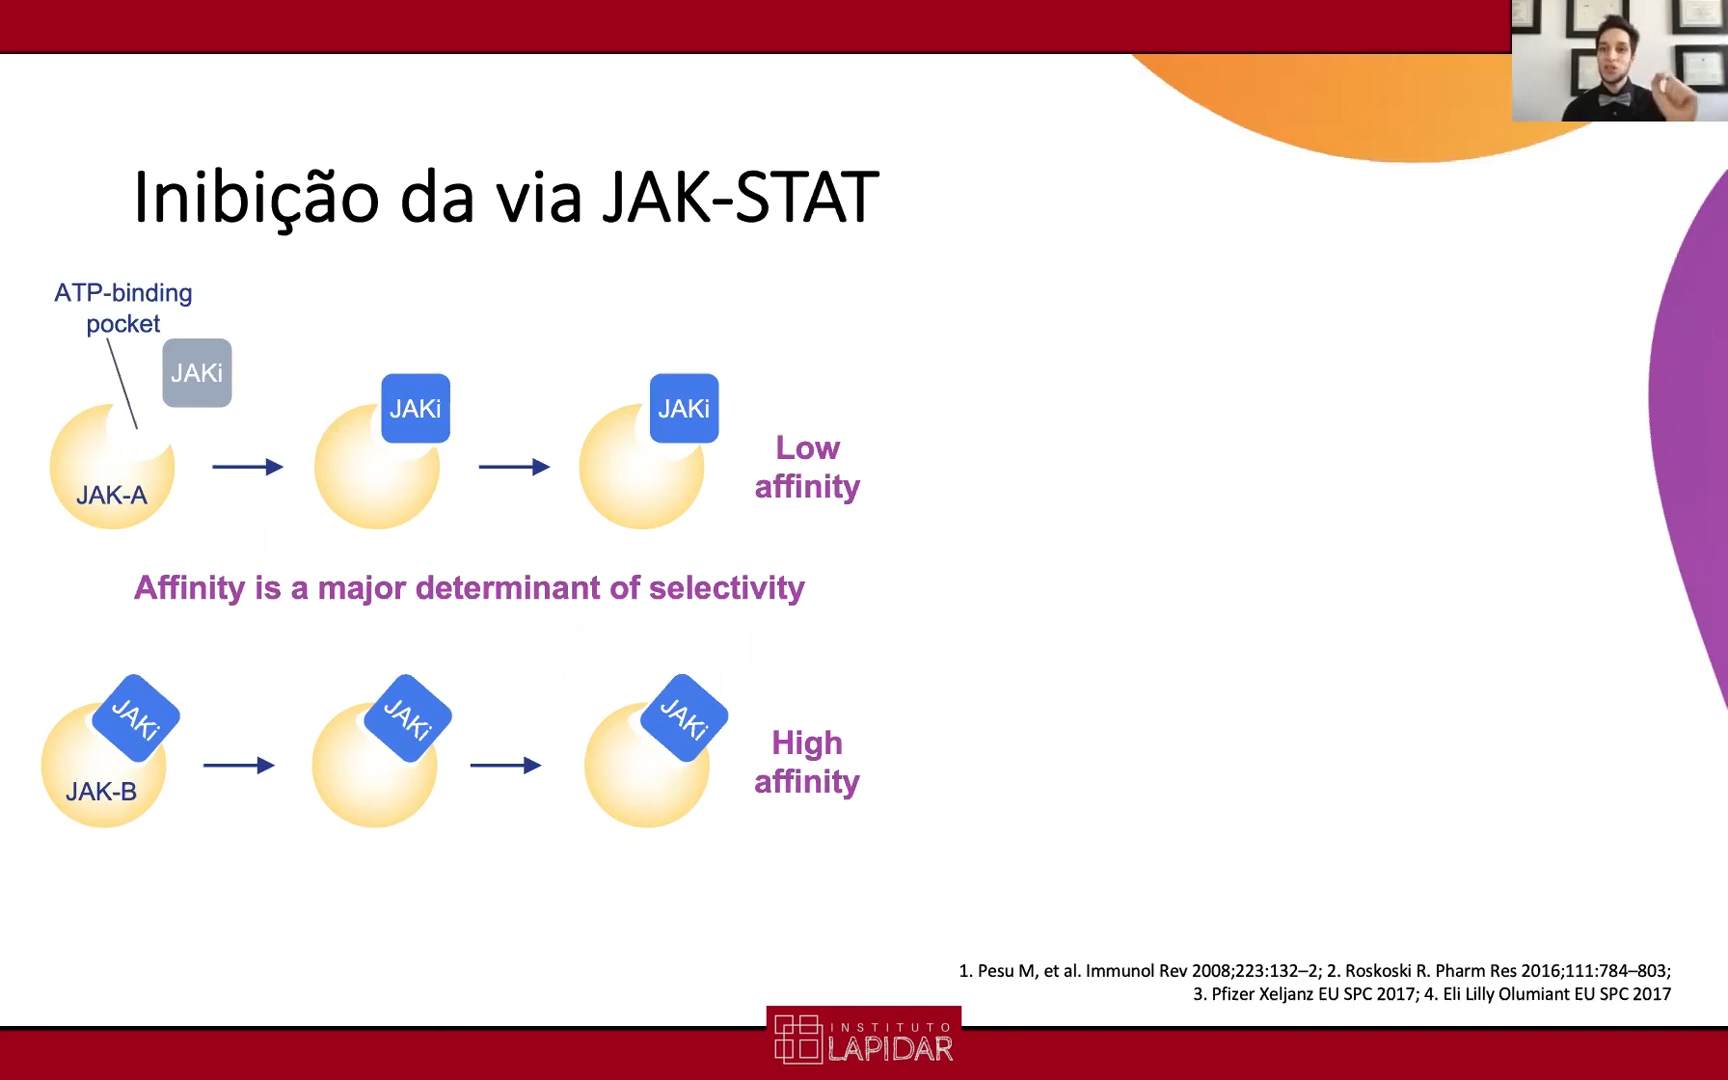 Inibição da via JAK-STAT
ATP-binding
pocket
JAKi
JAKi
JAKi
JAK-A
Low
affinity
Affinity is a major determinant of selectivity
JAKi
JAKi
JAKi
JAK-B
High
affinity
1. Pesu M, et al. Immunol Rev 2008;223:132–2; 2. Roskoski R. Pharm Res 2016;111:784–803;
3. Pfizer Xeljanz EU SPC 2017; 4. Eli Lilly Olumiant EU SPC 2017
INSTITUTO
LAPIDAR